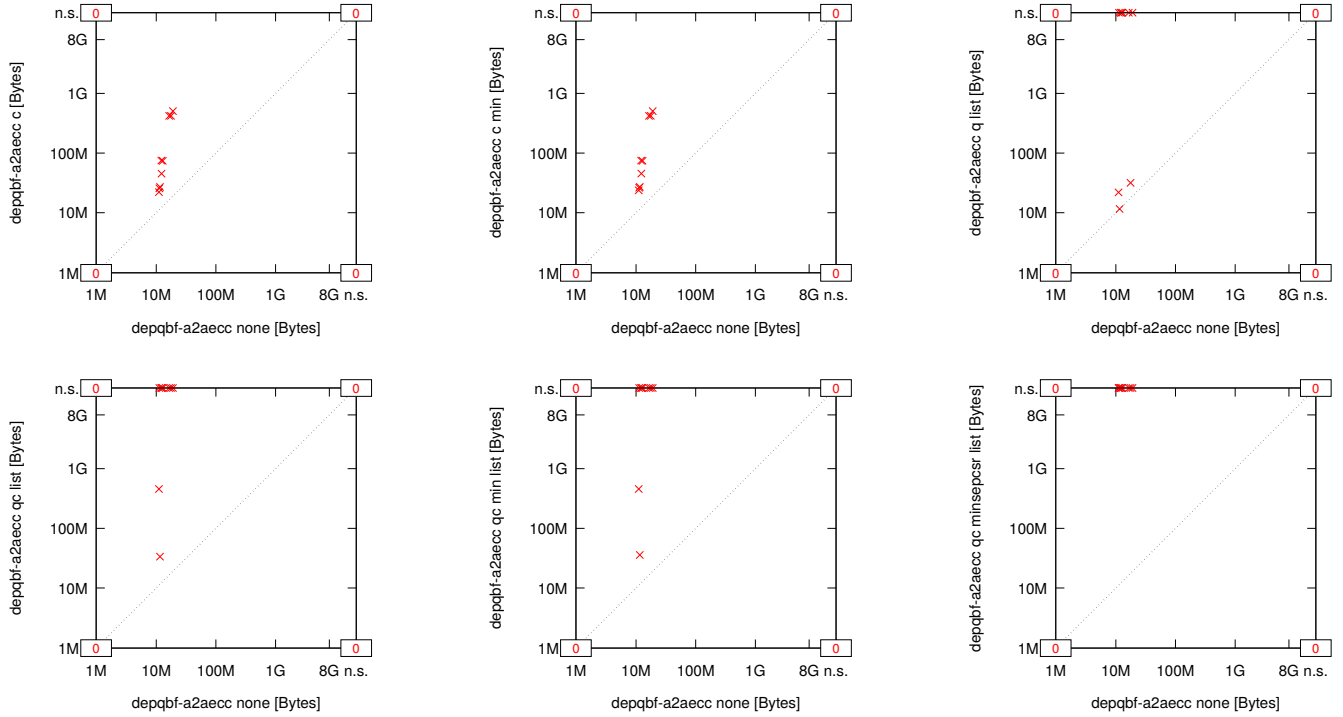 n.s.
0
0
8G
1G
100M
10M
1M
0
0
1M
10M
100M
1G
8G n.s.
depqbf-a2aecc c [Bytes]
depqbf-a2aecc none [Bytes]
n.s.
0
0
8G
1G
100M
10M
1M
0
0
1M
10M
100M
1G
8G n.s.
depqbf-a2aecc c min [Bytes]
depqbf-a2aecc none [Bytes]
n.s.
0
0
8G
1G
100M
10M
1M
0
0
1M
10M
100M
1G
8G n.s.
depqbf-a2aecc q list [Bytes]
depqbf-a2aecc none [Bytes]
n.s.
0
0
8G
1G
100M
10M
1M
0
0
1M
10M
100M
1G
8G n.s.
depqbf-a2aecc qc list [Bytes]
depqbf-a2aecc none [Bytes]
n.s.
0
0
8G
1G
100M
10M
1M
0
0
1M
10M
100M
1G
8G n.s.
depqbf-a2aecc qc min list [Bytes]
depqbf-a2aecc none [Bytes]
n.s.
0
0
8G
1G
100M
10M
1M
0
0
1M
10M
100M
1G
8G n.s.
depqbf-a2aecc qc minsepcsr list [Bytes]
depqbf-a2aecc none [Bytes]